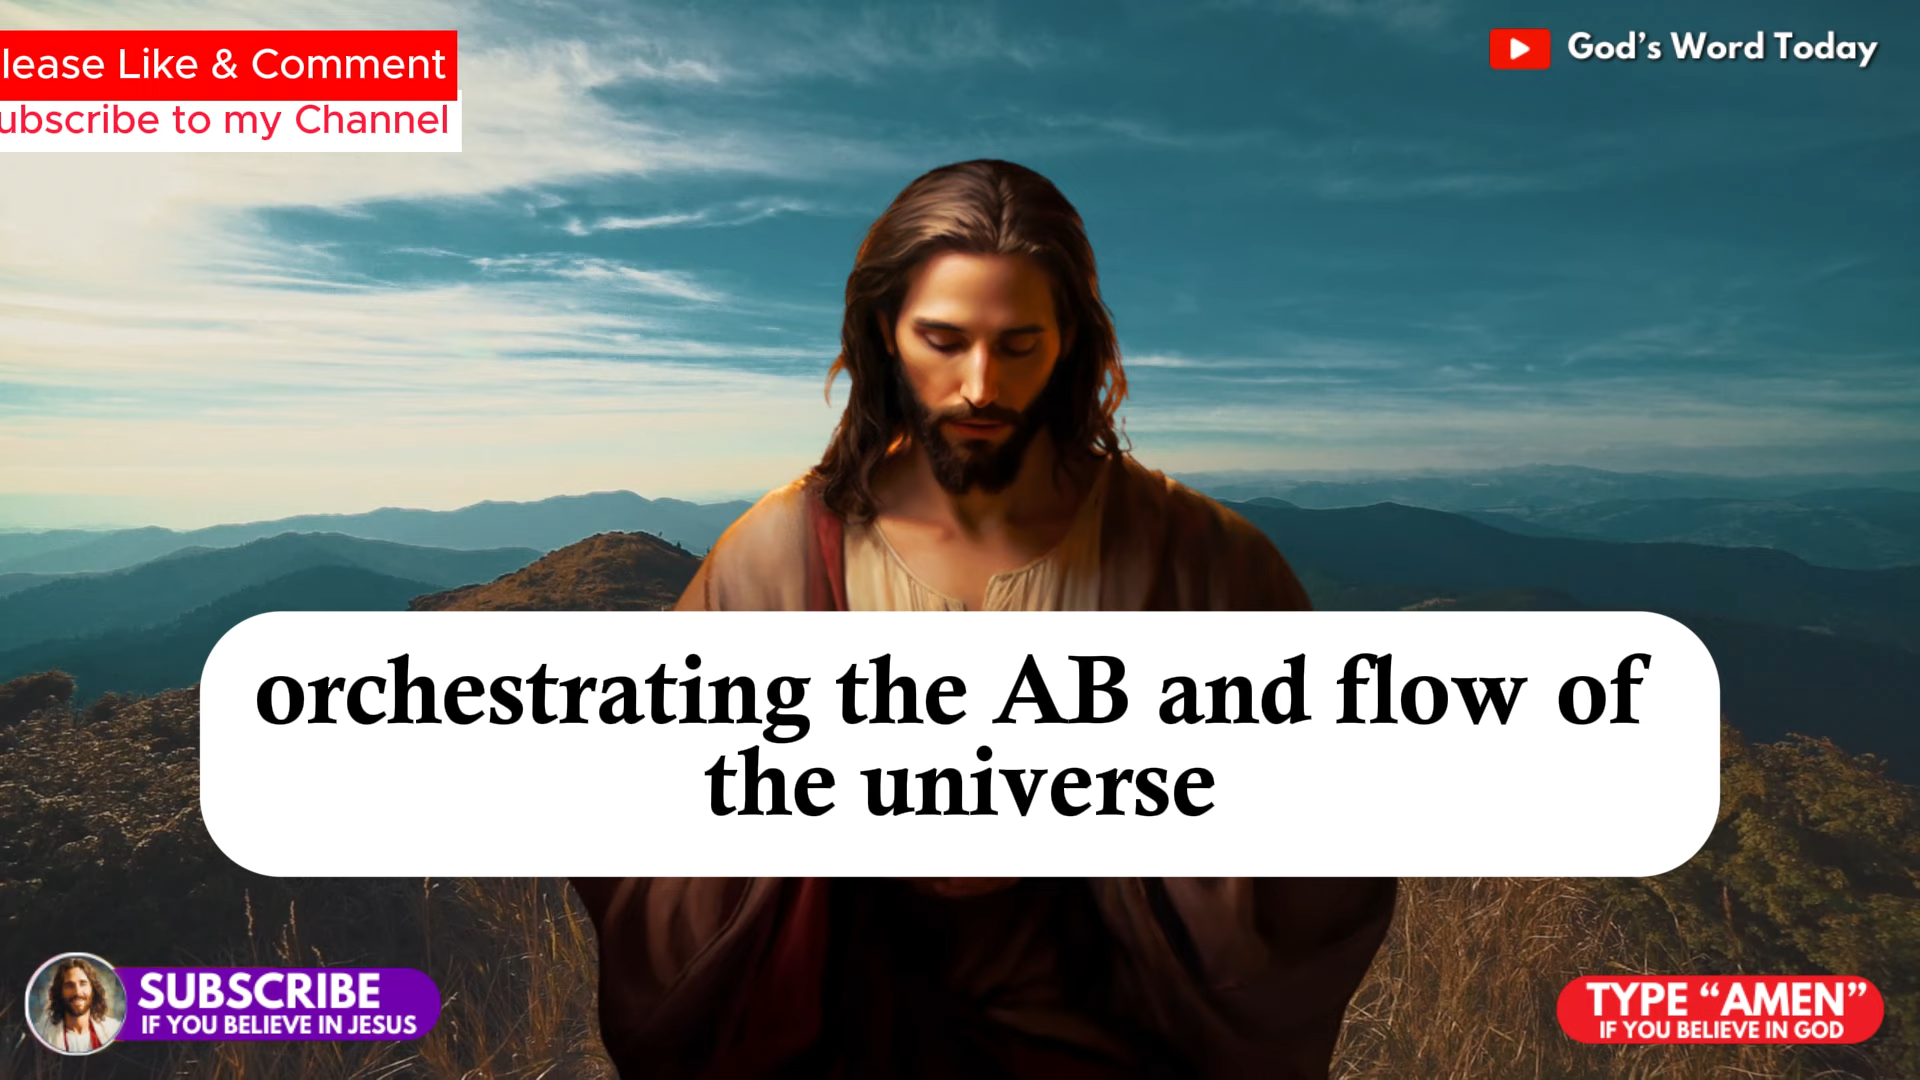 lease Like & Comment
ubscribe to my Channel
God's Word Today
orchestrating the AB and flow of
the universe
SUBSCRIBE
IF YOU BELIEVE IN JESUS
TYPE “AMEN”
IF YOU BELIEVE IN GOD